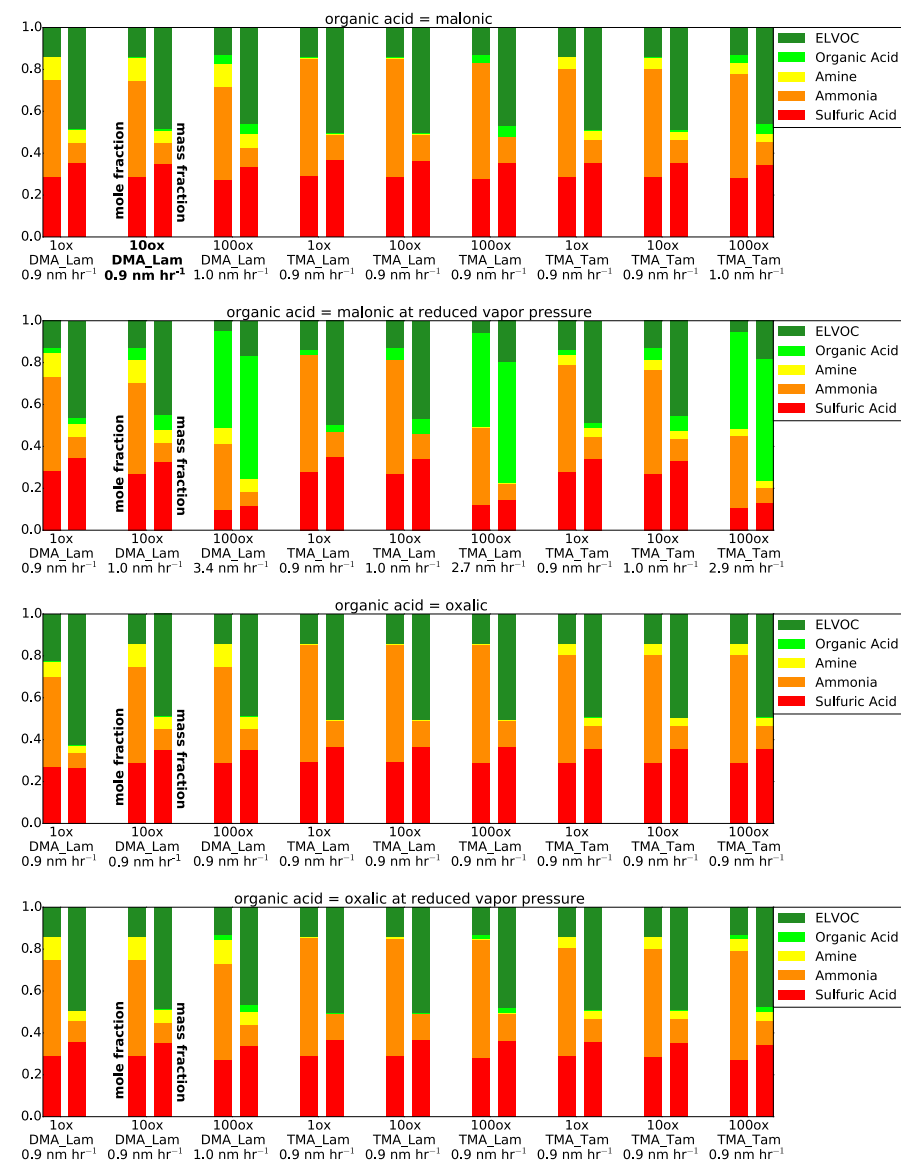 organic acid = malonic
1.0
0.8
0.6
0.4
0.2
0.0
mole fraction
mass fraction
ELVOC
Organic Acid
Amine
Ammonia
Sulfuric Acid
1ox 10ox 100ox 1ox 10ox 100ox 1ox 10ox 100ox
DMA_Lam DMA_Lam DMA_Lam TMA_Lam TMA_Lam TMA_Lam TMA_Tam TMA_Tam TMA_Tam
0.9 nm hr⁻¹ 0.9 nm hr⁻¹ 1.0 nm hr⁻¹ 0.9 nm hr⁻¹ 0.9 nm hr⁻¹ 0.9 nm hr⁻¹ 0.9 nm hr⁻¹ 0.9 nm hr⁻¹ 1.0 nm hr⁻¹
organic acid = malonic at reduced vapor pressure
1.0
0.8
0.6
0.4
0.2
0.0
mole fraction
mass fraction
ELVOC
Organic Acid
Amine
Ammonia
Sulfuric Acid
1ox 10ox 100ox 1ox 10ox 100ox 1ox 10ox 100ox
DMA_Lam DMA_Lam DMA_Lam TMA_Lam TMA_Lam TMA_Lam TMA_Tam TMA_Tam TMA_Tam
0.9 nm hr⁻¹ 1.0 nm hr⁻¹ 3.4 nm hr⁻¹ 0.9 nm hr⁻¹ 1.0 nm hr⁻¹ 2.7 nm hr⁻¹ 0.9 nm hr⁻¹ 1.0 nm hr⁻¹ 2.9 nm hr⁻¹
organic acid = oxalic
1.0
0.8
0.6
0.4
0.2
0.0
mole fraction
mass fraction
ELVOC
Organic Acid
Amine
Ammonia
Sulfuric Acid
1ox 10ox 100ox 1ox 10ox 100ox 1ox 10ox 100ox
DMA_Lam DMA_Lam DMA_Lam TMA_Lam TMA_Lam TMA_Lam TMA_Tam TMA_Tam TMA_Tam
0.9 nm hr⁻¹ 0.9 nm hr⁻¹ 0.9 nm hr⁻¹ 0.9 nm hr⁻¹ 0.9 nm hr⁻¹ 0.9 nm hr⁻¹ 0.9 nm hr⁻¹ 0.9 nm hr⁻¹ 0.9 nm hr⁻¹
organic acid = oxalic at reduced vapor pressure
1.0
0.8
0.6
0.4
0.2
0.0
mole fraction
mass fraction
ELVOC
Organic Acid
Amine
Ammonia
Sulfuric Acid
1ox 10ox 100ox 1ox 10ox 100ox 1ox 10ox 100ox
DMA_Lam DMA_Lam DMA_Lam TMA_Lam TMA_Lam TMA_Lam TMA_Tam TMA_Tam TMA_Tam
0.9 nm hr⁻¹ 0.9 nm hr⁻¹ 1.0 nm hr⁻¹ 0.9 nm hr⁻¹ 0.9 nm hr⁻¹ 0.9 nm hr⁻¹ 0.9 nm hr⁻¹ 0.9 nm hr⁻¹ 0.9 nm hr⁻¹